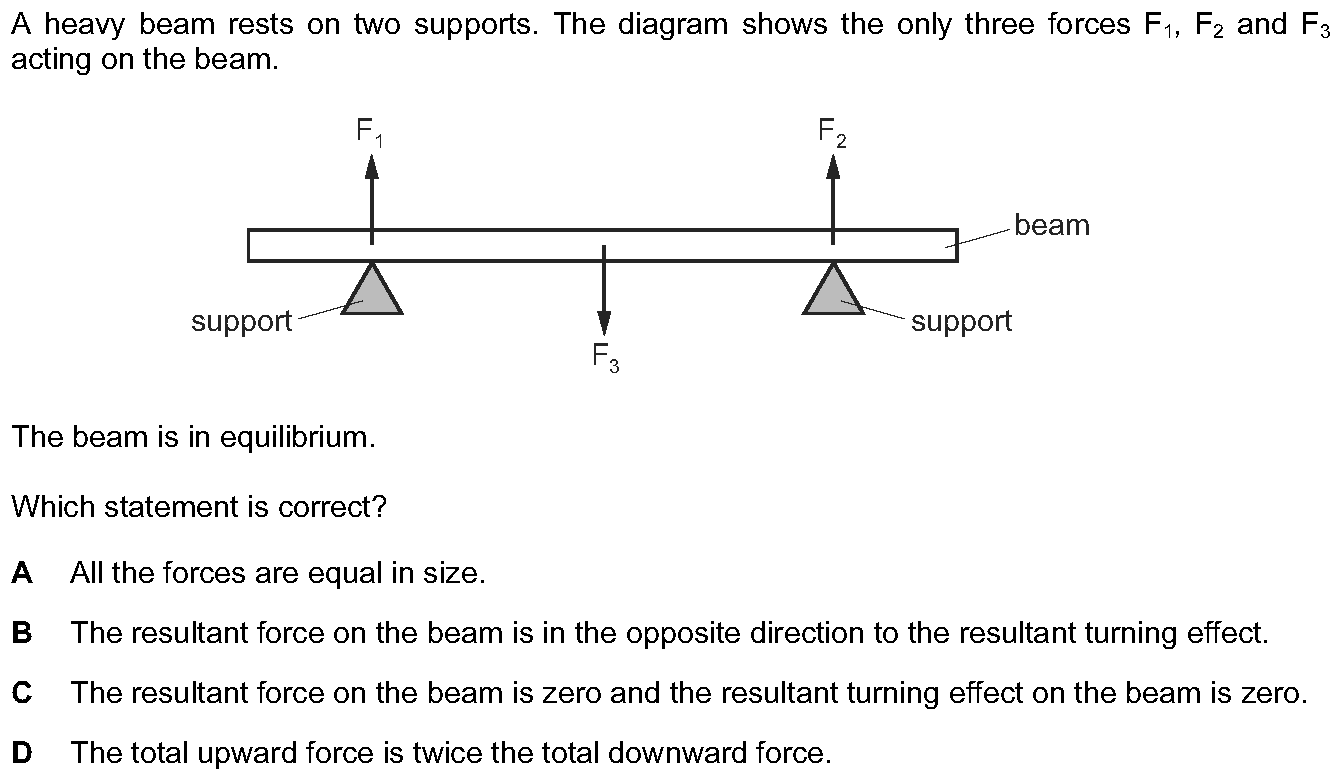 A heavy beam rests on two supports. The diagram shows the only three forces F₁, F₂ and F₃
acting on the beam.
F₁
F₂
beam
support
support
F₃
The beam is in equilibrium.
Which statement is correct?
A All the forces are equal in size.
B The resultant force on the beam is in the opposite direction to the resultant turning effect.
C The resultant force on the beam is zero and the resultant turning effect on the beam is zero.
D The total upward force is twice the total downward force.